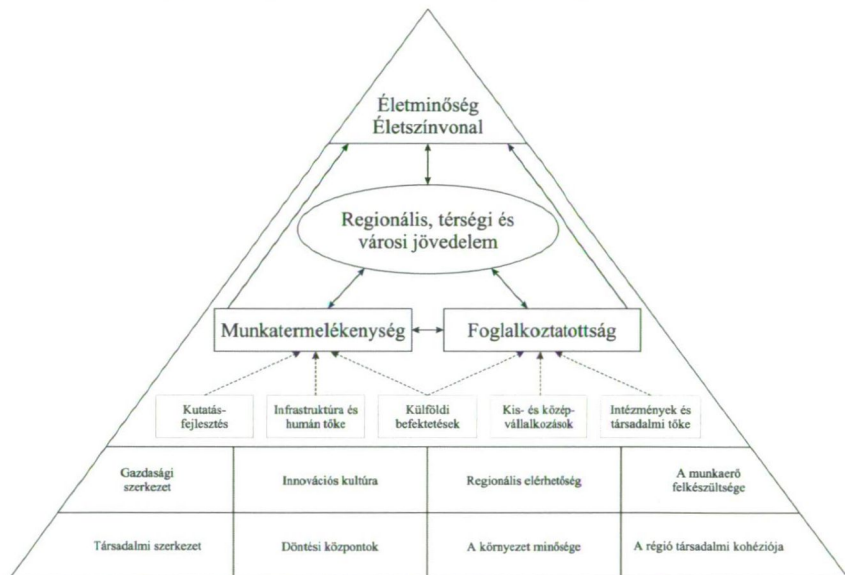 Életminőség
Életszínvonal
Regionális, térségi és
városi jövedelem
Munkatermelékenység
Foglalkoztatottság
Kutatás-
fejlesztés
Infrastruktúra és
humán tőke
Külföldi
befektetések
Kis- és közép-
vállalkozások
Intézmények és
társadalmi tőke
Gazdasági
szerkezet
Innovációs kultúra
Regionális elérhetőség
A munkaerő
felkészültsége
Társadalmi szerkezet
Döntési központok
A környezet minősége
A régió társadalmi kohéziója